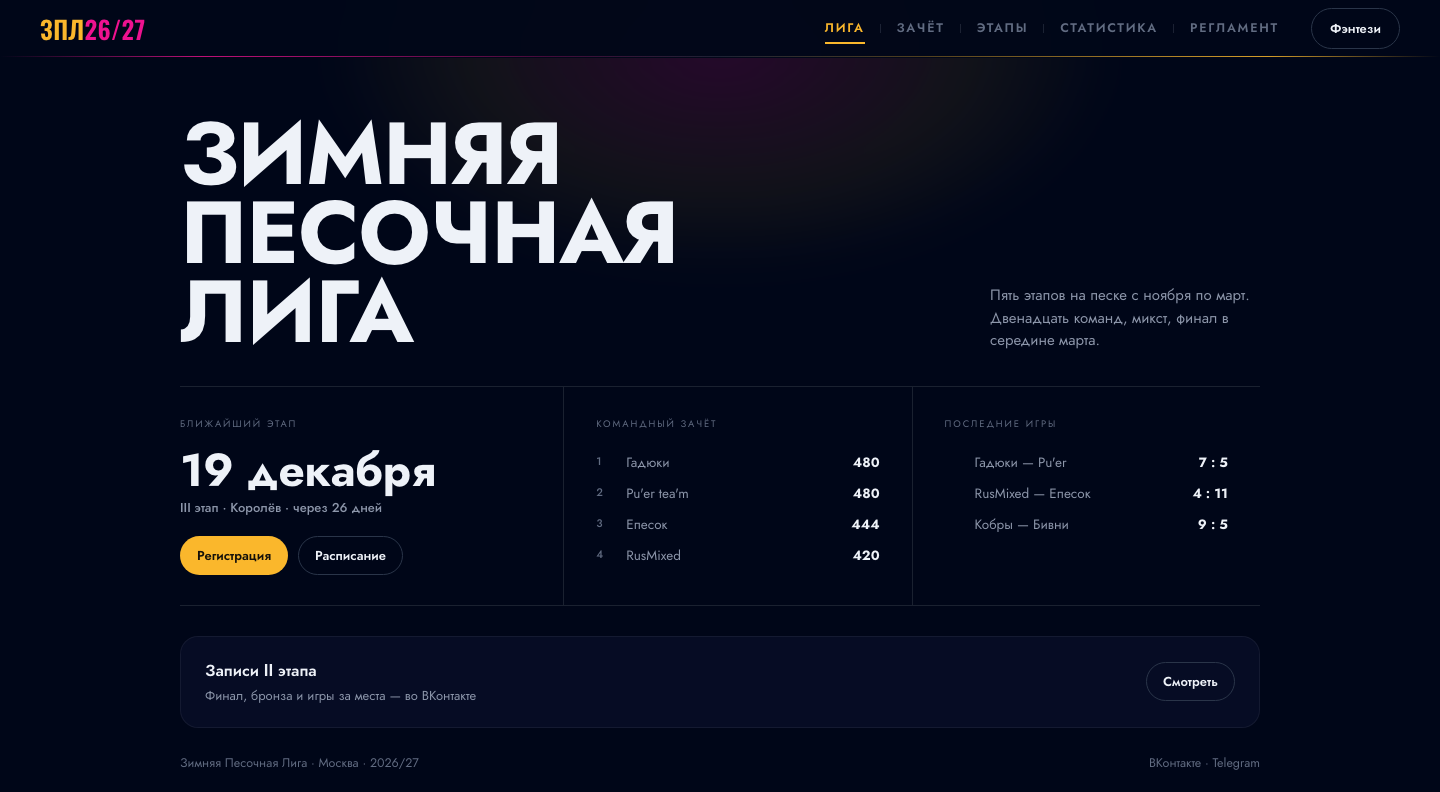 ЗПЛ26/27
ЛИГА
ЗАЧЁТ
ЭТАПЫ
СТАТИСТИКА
РЕГЛАМЕНТ
Фэнтези
ЗИМНЯЯ
ПЕСОЧНАЯ
ЛИГА
Пять этапов на песке с ноября по март.
Двенадцать команд, микст, финал в
середине марта.
БЛИЖАЙШИЙ ЭТАП
19 декабря
III этап · Королёв · через 26 дней
Регистрация
Расписание
КОМАНДНЫЙ ЗАЧЁТ
1 Гадюки 480
2 Pu'er tea'm 480
3 Епесок 444
4 RusMixed 420
ПОСЛЕДНИЕ ИГРЫ
Гадюки — Pu'er 7 : 5
RusMixed — Епесок 4 : 11
Кобры — Бивни 9 : 5
Записи II этапа
Финал, бронза и игры за места — во ВКонтакте
Смотреть
Зимняя Песочная Лига · Москва · 2026/27
ВКонтакте · Telegram